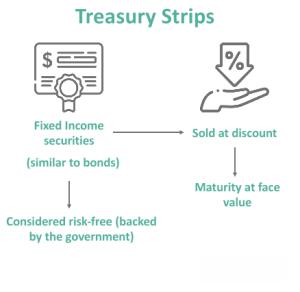 Treasury Strips
$
%
Fixed Income
securities
(similar to bonds)
Sold at discount
Maturity at face
value
Considered risk-free (backed
by the government)